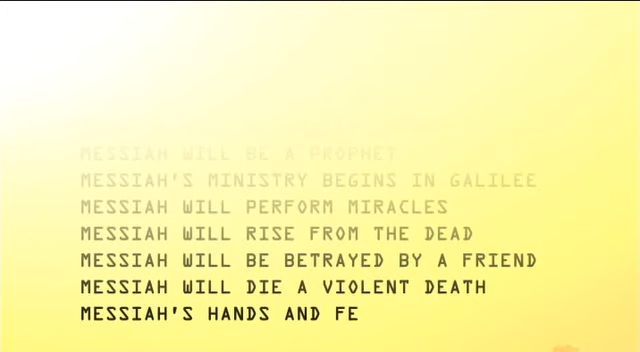 MESSIAH WILL BE A PROPHET
MESSIAH'S MINISTRY BEGINS IN GALILEE
MESSIAH WILL PERFORM MIRACLES
MESSIAH WILL RISE FROM THE DEAD
MESSIAH WILL BE BETRAYED BY A FRIEND
MESSIAH WILL DIE A VIOLENT DEATH
MESSIAH'S HANDS AND FE